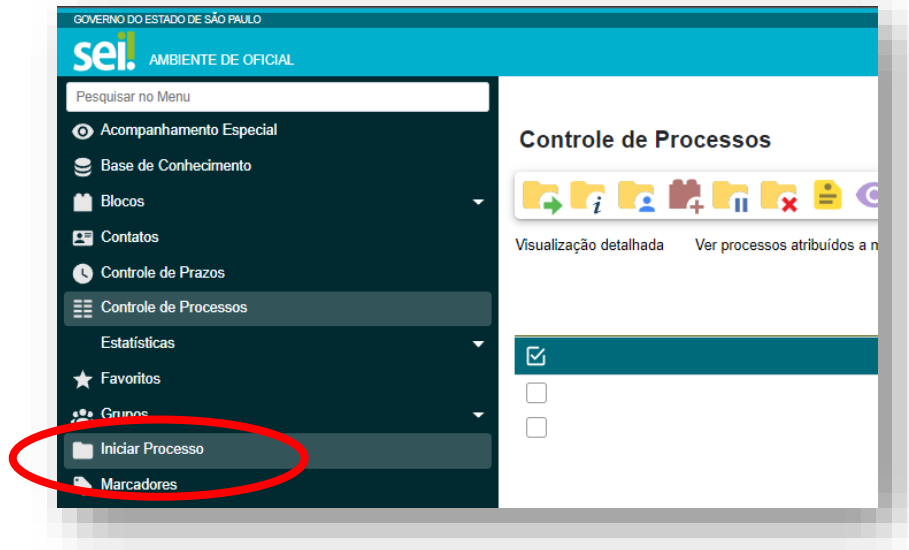 GOVERNO DO ESTADO DE SÃO PAULO
sei! AMBIENTE DE OFICIAL
Pesquisar no Menu
Acompanhamento Especial
Base de Conhecimento
Blocos
Contatos
Controle de Prazos
Controle de Processos
Estatísticas
Favoritos
Grupos
Iniciar Processo
Marcadores
Controle de Processos
Visualização detalhada Ver processos atribuídos a m